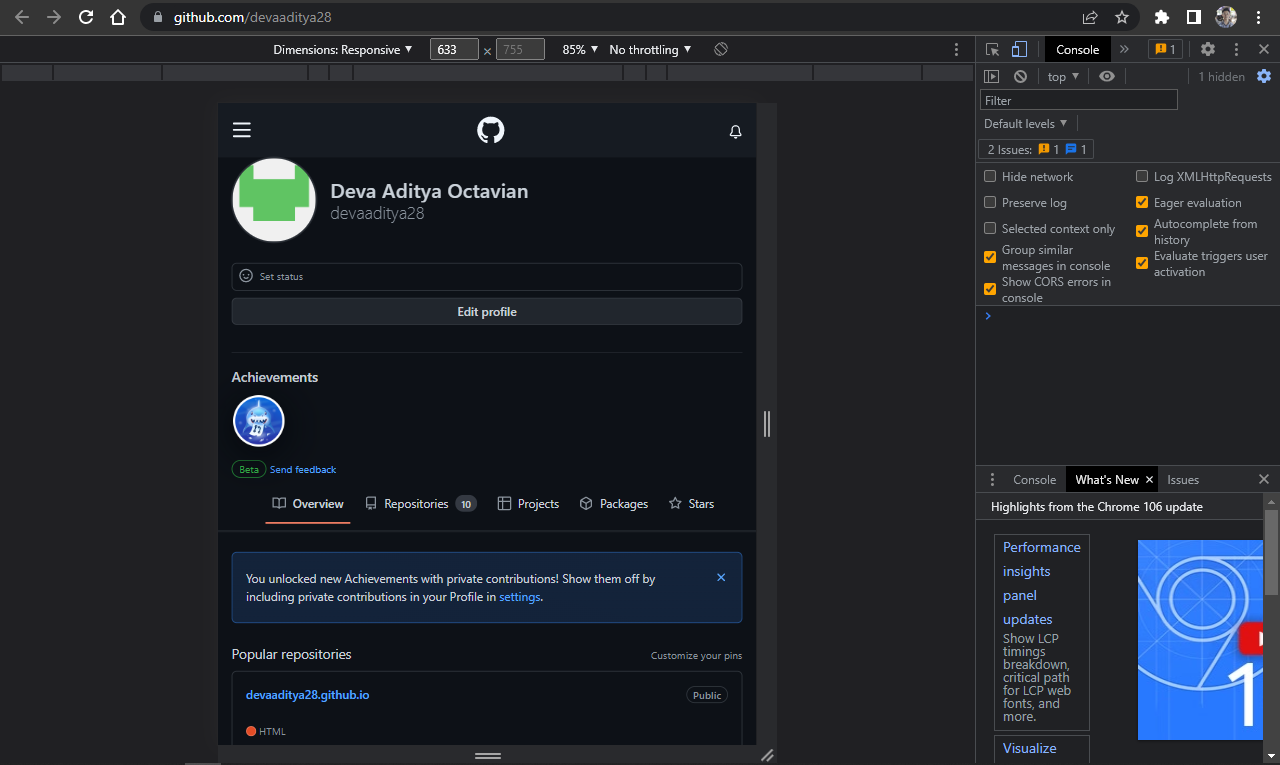 github.com/devaaditya28
Dimensions: Responsive 633 × 755 85% No throttling
Console
1
top
1 hidden
Filter
Default levels
2 Issues: 1 1
Hide network
Log XMLHttpRequests
Preserve log
Eager evaluation
Selected context only
Autocomplete from
history
Group similar
messages in console
Evaluate triggers user
activation
Show CORS errors in
console
Deva Aditya Octavian
devaaditya28
Set status
Edit profile
Achievements
Beta Send feedback
Overview Repositories 10 Projects Packages Stars
You unlocked new Achievements with private contributions! Show them off by
including private contributions in your Profile in settings.
Popular repositories
Customize your pins
devaaditya28.github.io
Public
HTML
Console What's New Issues
Highlights from the Chrome 106 update
Performance
insights
panel
updates
Show LCP
timings
breakdown,
critical path
for LCP web
fonts, and
more.
Visualize
1